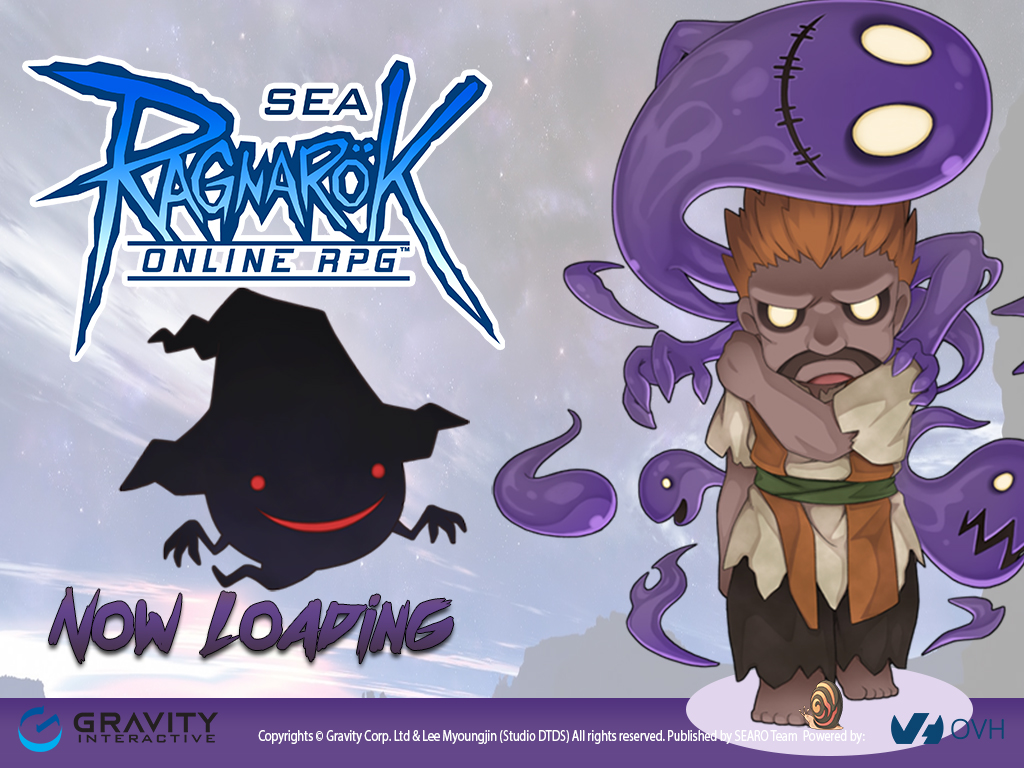 SEA
RAGNARÖK
ONLINE RPG™
NOW LOADING
GRAVITY
INTERACTIVE
Copyrights © Gravity Corp. Ltd & Lee Myoungjin (Studio DTDS) All rights reserved. Published by SEARO Team Powered by:
OVH